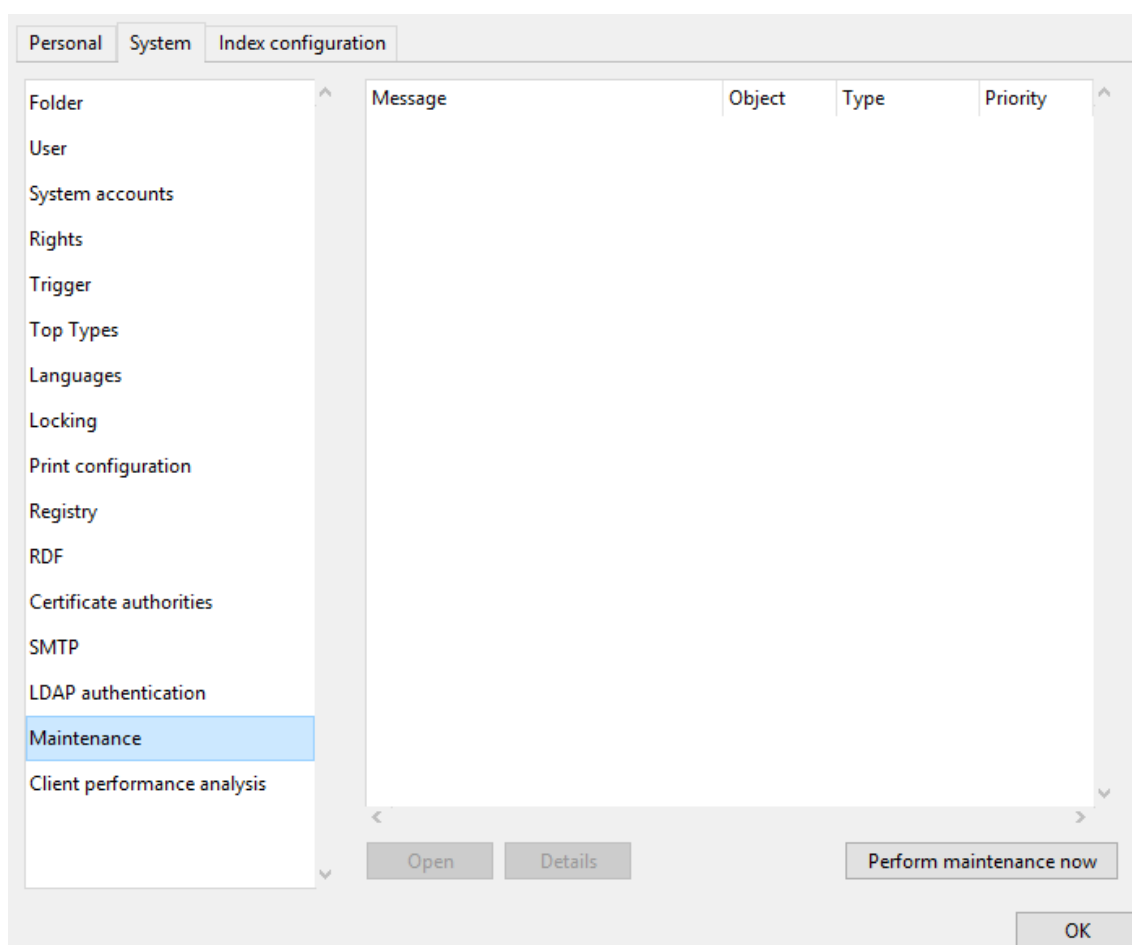 Personal System Index configuration
Folder
User
System accounts
Rights
Trigger
Top Types
Languages
Locking
Print configuration
Registry
RDF
Certificate authorities
SMTP
LDAP authentication
Maintenance
Client performance analysis
Message Object Type Priority
Open Details Perform maintenance now
OK